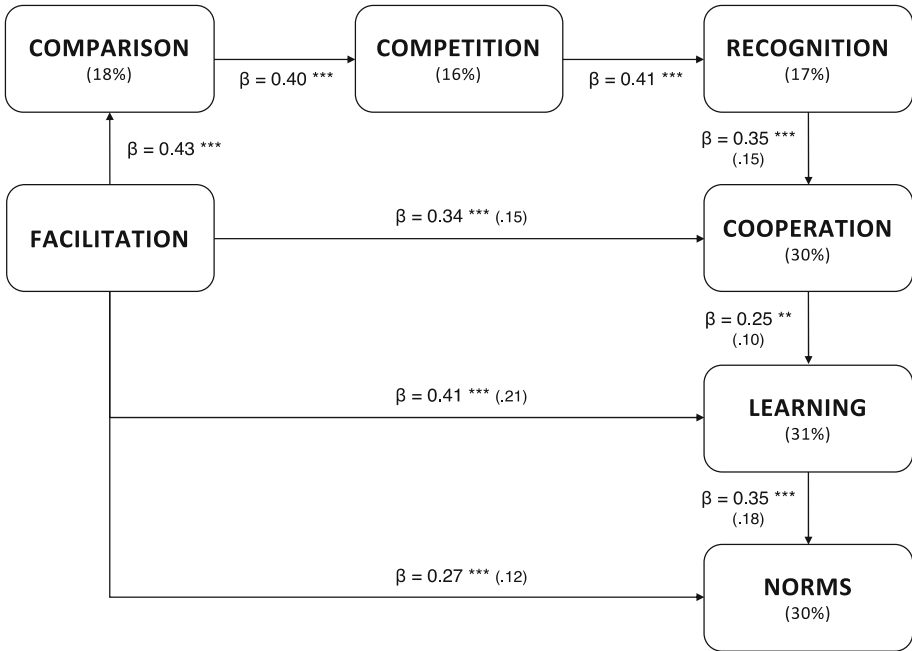 COMPARISON
(18%)
β = 0.40 ***
COMPETITION
(16%)
β = 0.41 ***
RECOGNITION
(17%)
β = 0.43 ***
β = 0.35 ***
(.15)
FACILITATION
β = 0.34 *** (.15)
COOPERATION
(30%)
β = 0.25 **
(.10)
β = 0.41 *** (.21)
LEARNING
(31%)
β = 0.35 ***
(.18)
β = 0.27 *** (.12)
NORMS
(30%)